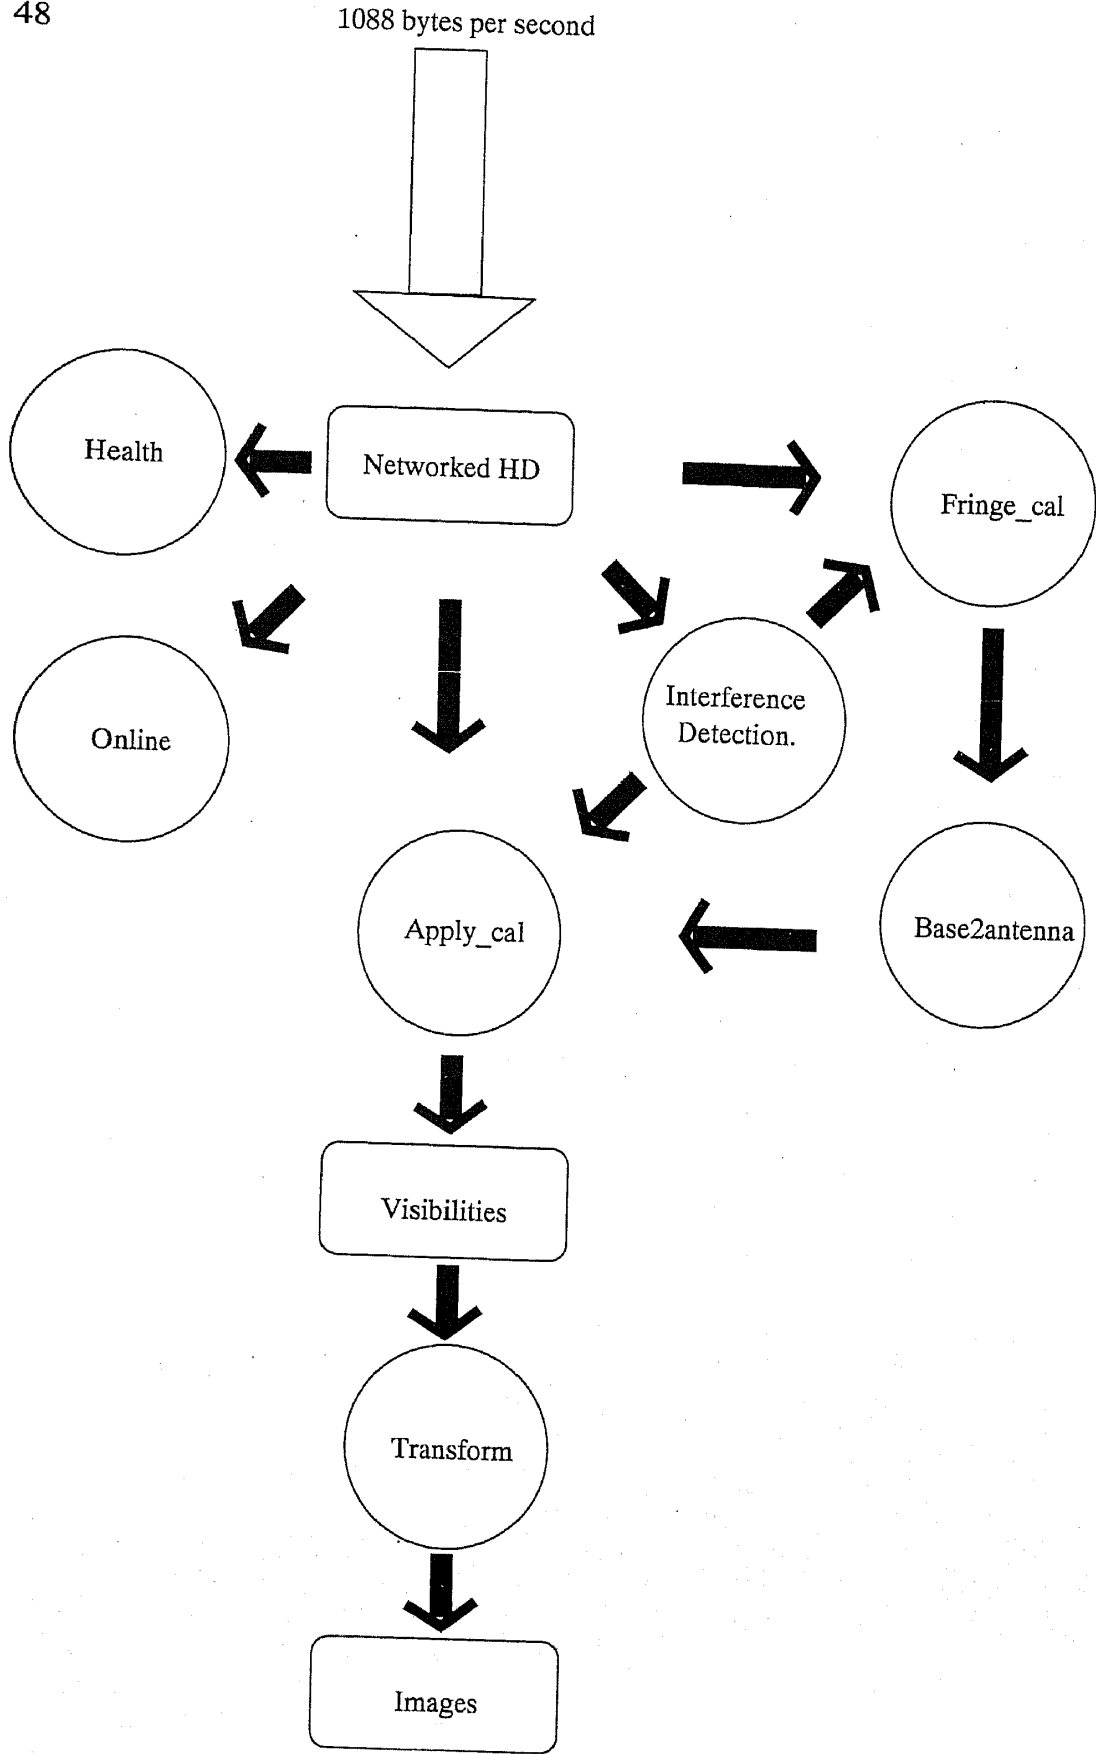 48
1088 bytes per second
Health
Networked HD
Fringe_cal
Interference
Detection.
Online
Apply_cal
Base2antenna
Visibilities
Transform
Images